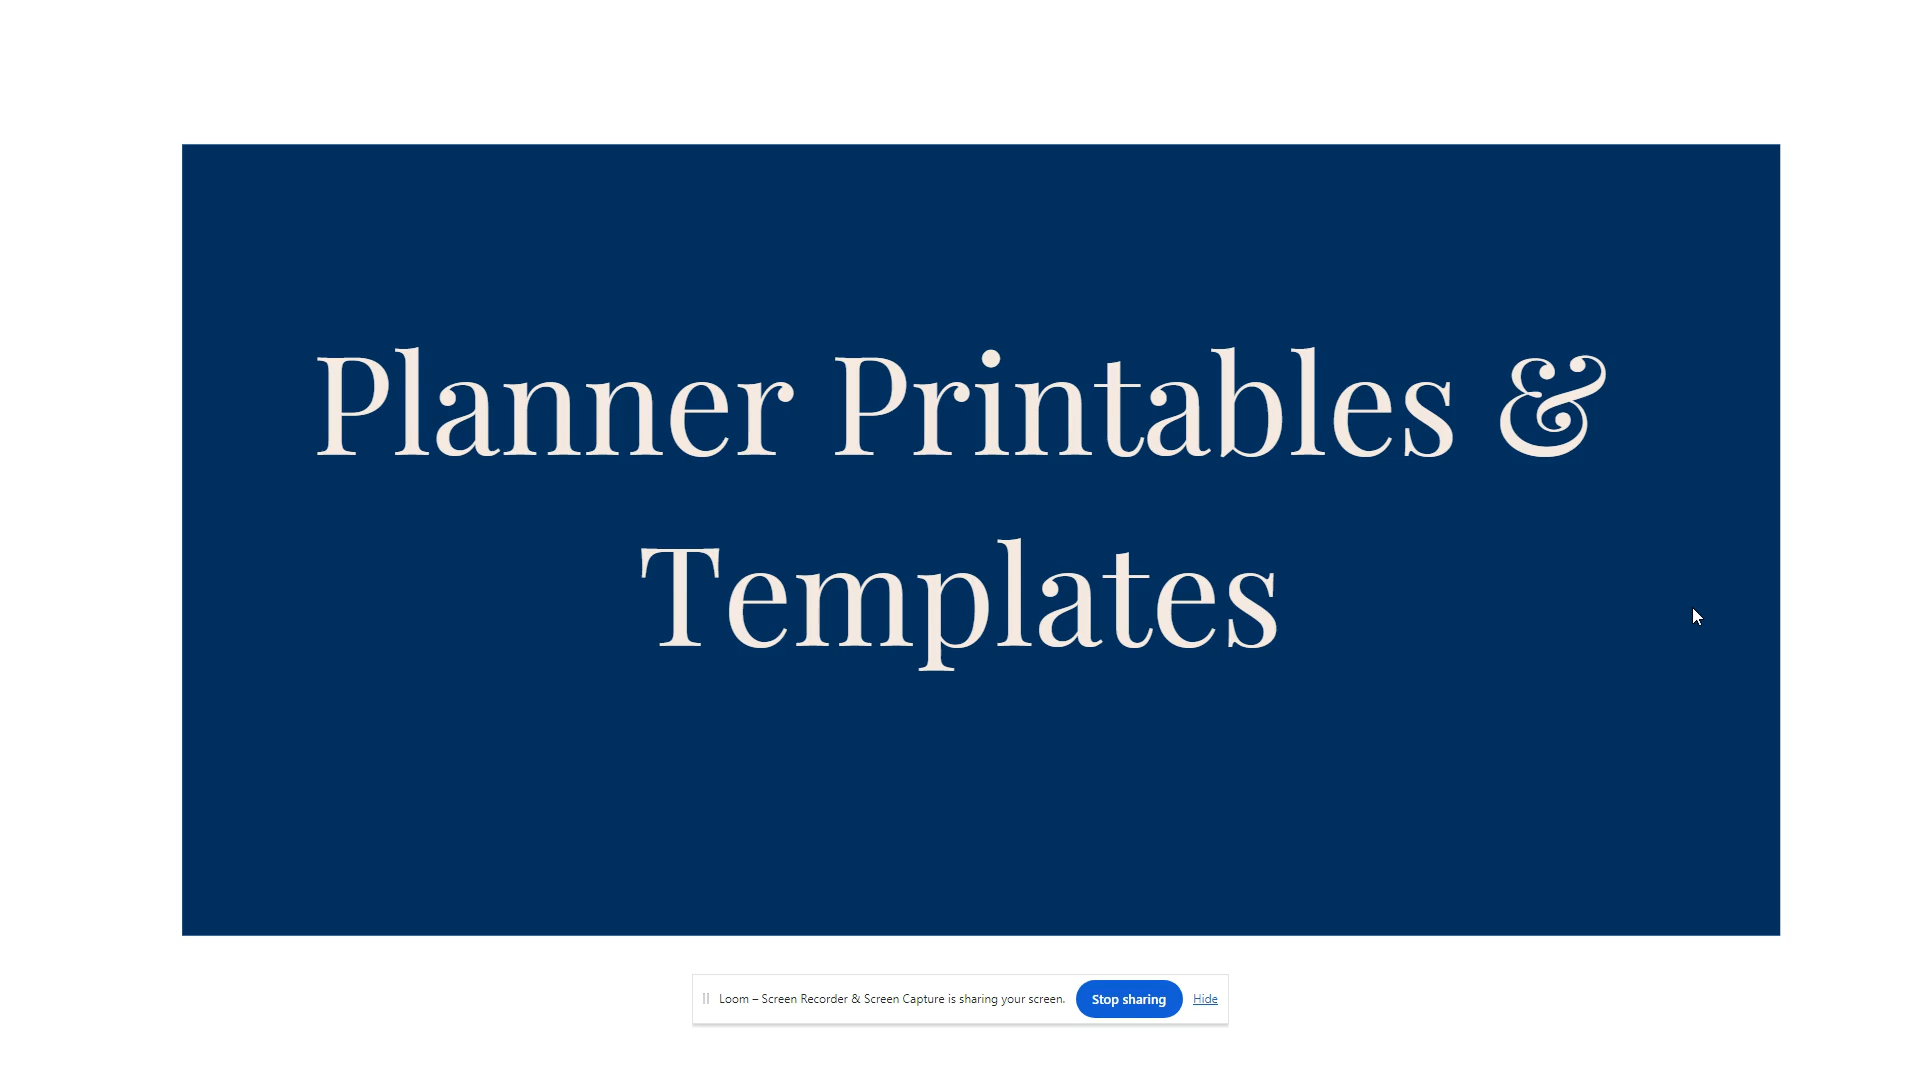 Planner Printables &
Templates
Loom – Screen Recorder & Screen Capture is sharing your screen. Stop sharing Hide